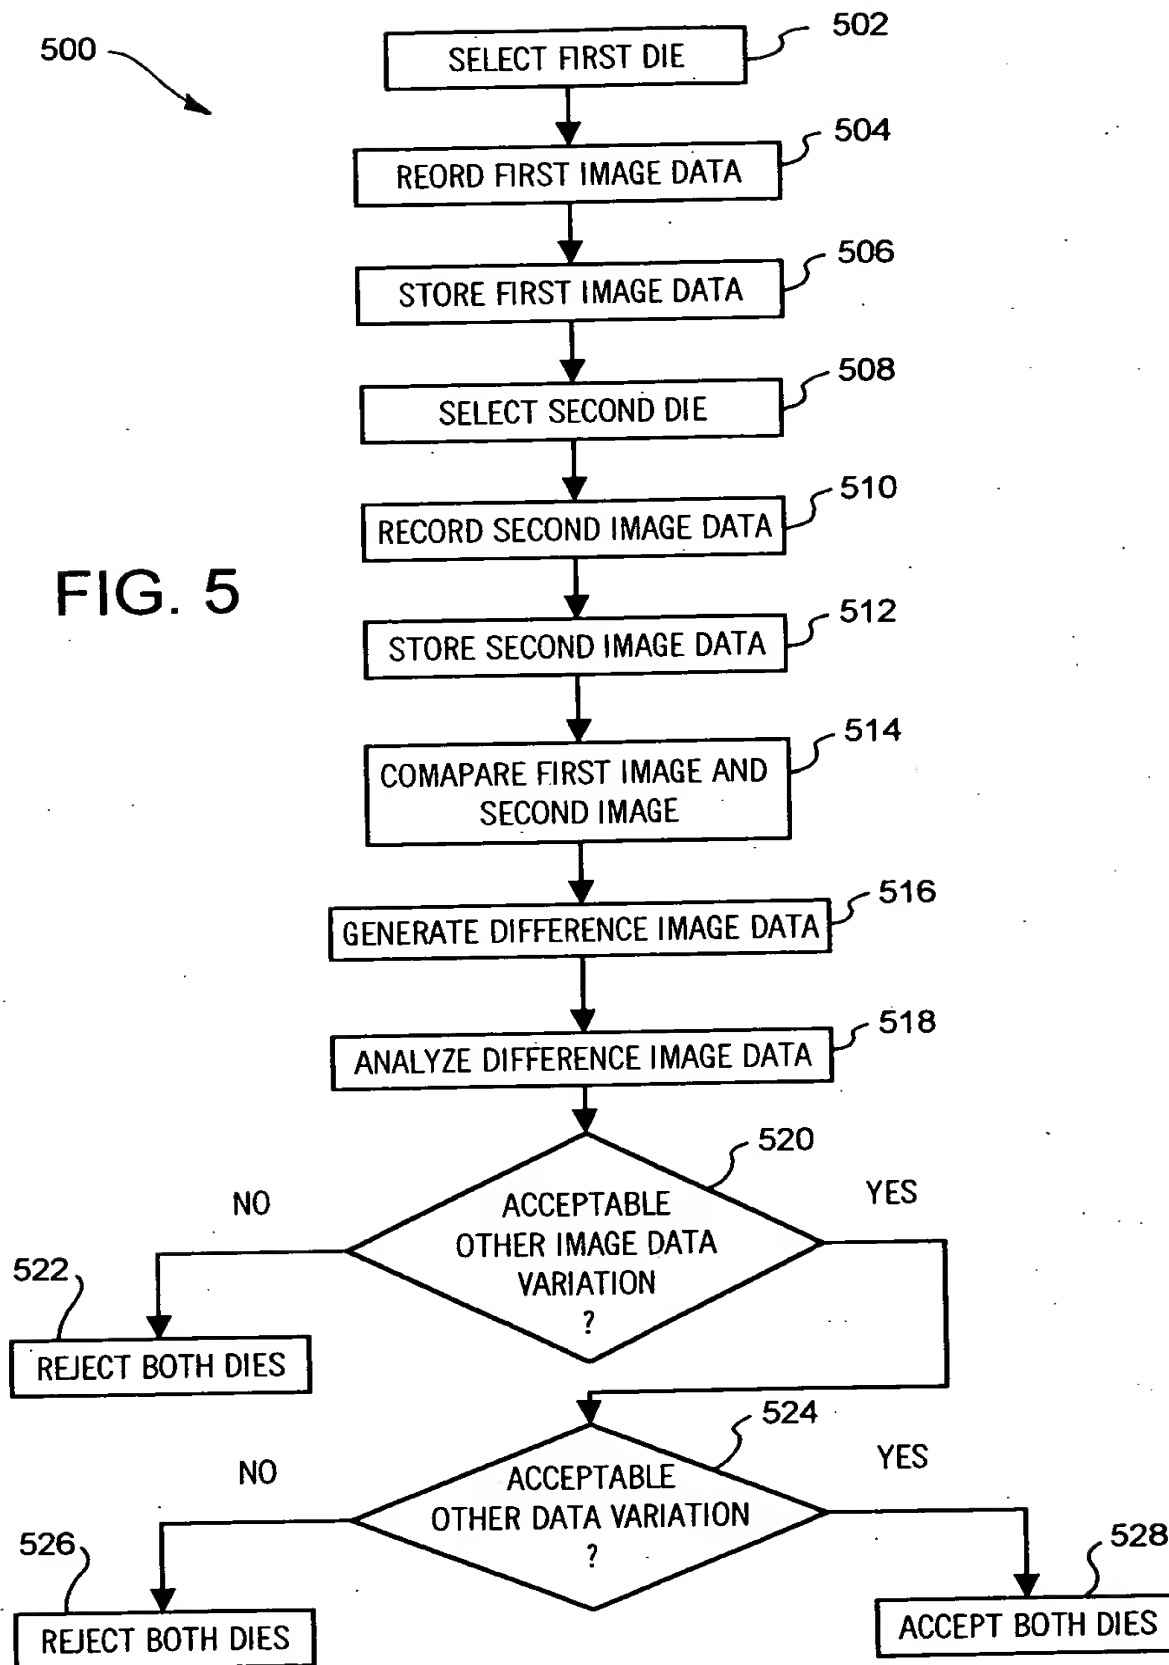 500
SELECT FIRST DIE
502
REORD FIRST IMAGE DATA
504
STORE FIRST IMAGE DATA
506
SELECT SECOND DIE
508
RECORD SECOND IMAGE DATA
510
FIG. 5
STORE SECOND IMAGE DATA
512
COMAPARE FIRST IMAGE AND
SECOND IMAGE
514
GENERATE DIFFERENCE IMAGE DATA
516
ANALYZE DIFFERENCE IMAGE DATA
518
520
NO
ACCEPTABLE
OTHER IMAGE DATA
VARIATION
?
YES
522
REJECT BOTH DIES
524
NO
ACCEPTABLE
OTHER DATA VARIATION
?
YES
526
REJECT BOTH DIES
528
ACCEPT BOTH DIES